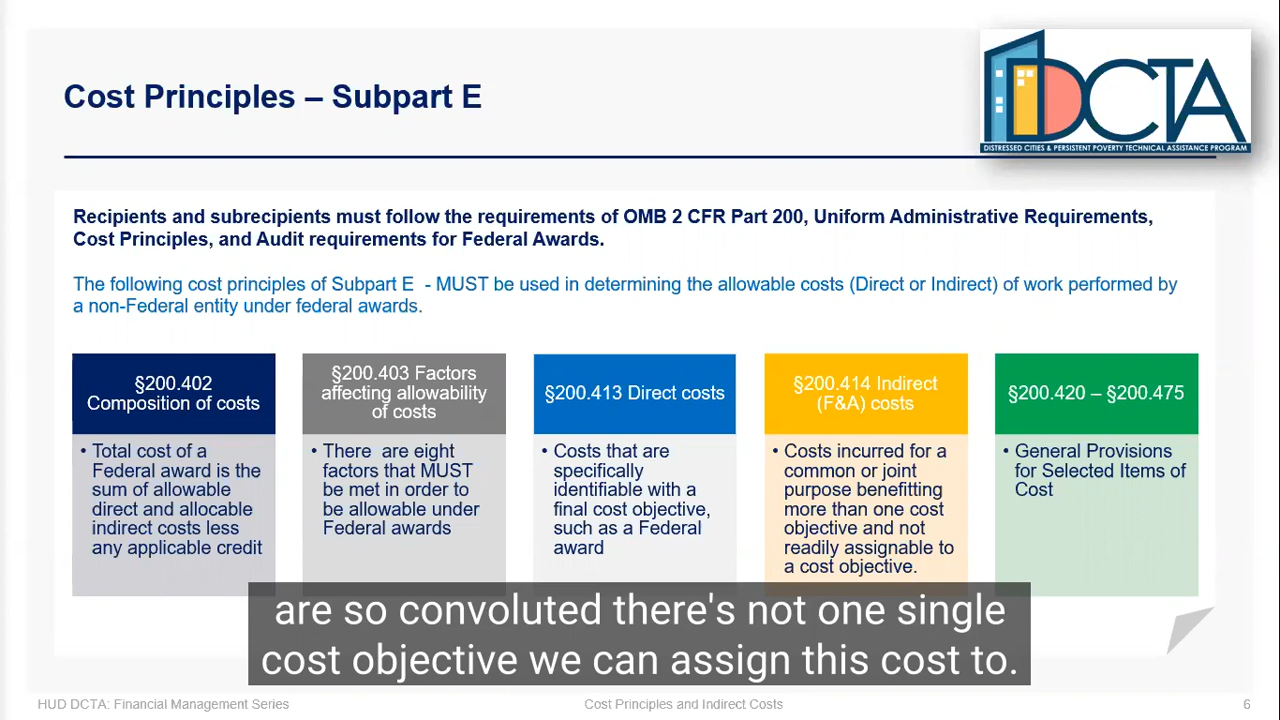 Cost Principles – Subpart E
DCTA
DISTRESSED CITIES & PERSISTENT POVERTY TECHNICAL ASSISTANCE PROGRAM
Recipients and subrecipients must follow the requirements of OMB 2 CFR Part 200, Uniform Administrative Requirements,
Cost Principles, and Audit requirements for Federal Awards.
The following cost principles of Subpart E - MUST be used in determining the allowable costs (Direct or Indirect) of work performed by
a non-Federal entity under federal awards.
§200.402
Composition of costs
• Total cost of a
Federal award is the
sum of allowable
direct and allocable
indirect costs less
any applicable credit
§200.403 Factors
affecting allowability
of costs
• There are eight
factors that MUST
be met in order to
be allowable under
Federal awards
§200.413 Direct costs
• Costs that are
specifically
identifiable with a
final cost objective,
such as a Federal
award
§200.414 Indirect
(F&A) costs
• Costs incurred for a
common or joint
purpose benefitting
more than one cost
objective and not
readily assignable to
a cost objective.
§200.420 – §200.475
• General Provisions
for Selected Items of
Cost
are so convoluted there's not one single
cost objective we can assign this cost to.
HUD DCTA: Financial Management Series
Cost Principles and Indirect Costs
6